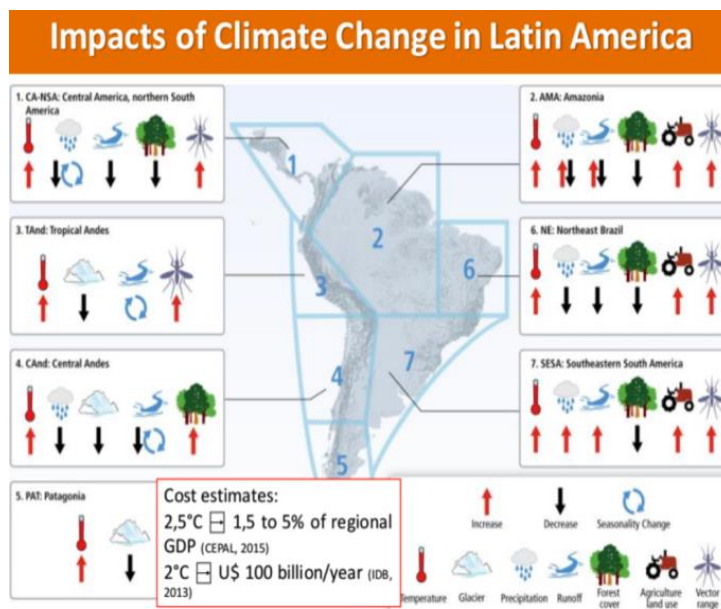 Impacts of Climate Change in Latin America
1. CA-NSA: Central America, northern South
America
2. AMA: Amazonia
3. TAnd: Tropical Andes
6. NE: Northeast Brazil
4. CAnd: Central Andes
7. SESA: Southeastern South America
5. PAT: Patagonia
1
2
3
4
5
6
7
Cost estimates:
2,5°C → 1,5 to 5% of regional
GDP (CEPAL, 2015)
2°C → U$ 100 billion/year (IDB,
2013)
Increase
Decrease
Seasonality Change
Temperature
Glacier
Precipitation
Runoff
Forest
cover
Agriculture
land use
Vector
range